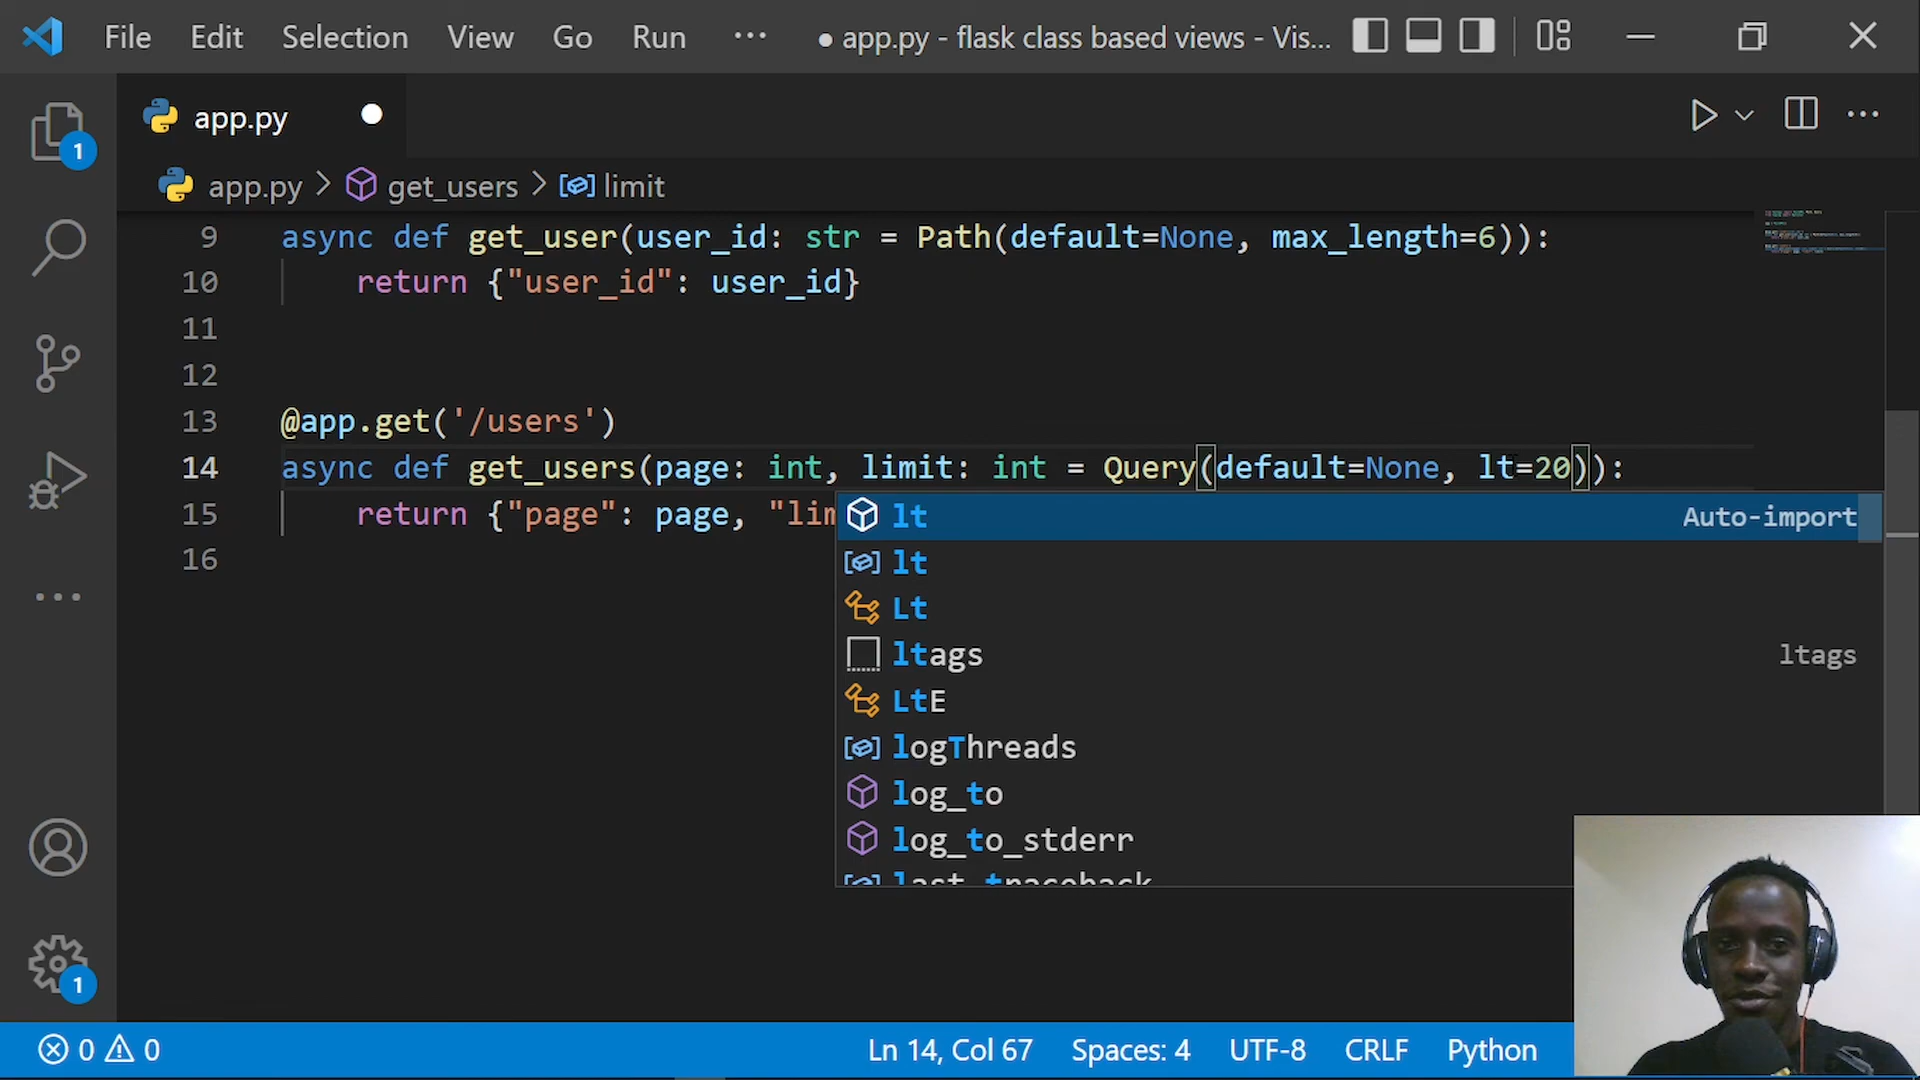 File Edit Selection View Go Run ··· ● app.py - flask class based views - Vis...
1
app.py
app.py > get_users > limit
9 async def get_user(user_id: str = Path(default=None, max_length=6)):
10 return {"user_id": user_id}
11
12
13 @app.get('/users')
14 async def get_users(page: int, limit: int = Query(default=None, lt=20)):
15 return {"page": page, "lim
16
lt Auto-import
lt
Lt
ltags ltags
LtE
logThreads
log_to
log_to_stderr
last_traceback
1
0 0 Ln 14, Col 67 Spaces: 4 UTF-8 CRLF Python